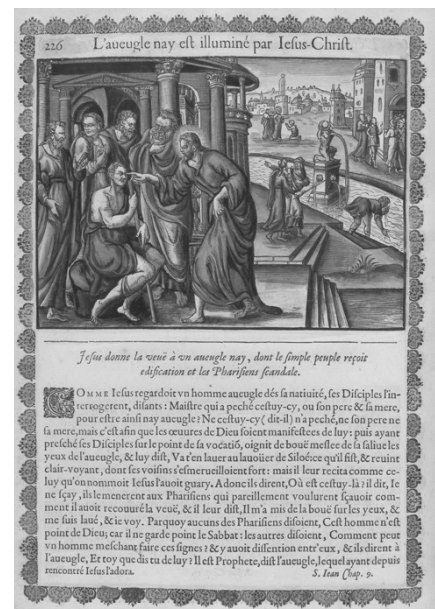 226
L'aueugle nay est illuminé par Iesus-Christ.
Jesus donne la veuë à vn aueugle nay, dont le simple peuple reçoit
edification et les Pharisiens scandale.
COMME Iesus regardoit vn homme aueugle dés sa natiuité, ses Disciples l'in-
terrogerent, disants: Maistre qui a peché cestuy-cy, ou son pere & sa mere,
pour estre ainsi nay aueugle? Ne cestuy-cy (dit-il) n'a peché, ne son pere ne
sa mere, mais c'est afin que les œuures de Dieu soient manifestees de luy: puis ayant
presché ses Disciples sur le point de sa vocatiõ, oignit de bouë meslee de sa saliue les
yeux de l'aueugle, & luy dist, Va t'en lauer au lauoüer de Siloé: ce qu'il fist, & reuint
clair-voyant, dont ses voisins s'esmerueilloient fort: mais il leur recita comme ce-
luy qu'on nommoit Iesus l'auoit guary. Adonc ils dirent, Où est cestuy-là? il dit, Ie
ne sçay, ils le menerent aux Pharisiens qui pareillement voulurent sçauoir com-
ment il auoit recouuré la veuë, & il leur dist, Il m'a mis de la bouë sur les yeux, &
me suis laué, & ie voy. Parquoy aucuns des Pharisiens disoient, Cest homme n'est
point de Dieu; car il ne garde point le Sabbat: les autres disoient, Comment peut
vn homme meschant faire ces signes? & y auoit dissention entr'eux, & ils dirent à
l'aueugle, Et toy que dis tu de luy? Il est Prophete, dist l'aueugle, lequel ayant depuis
rencontré Iesus l'adora.
S. Iean Chap. 9.